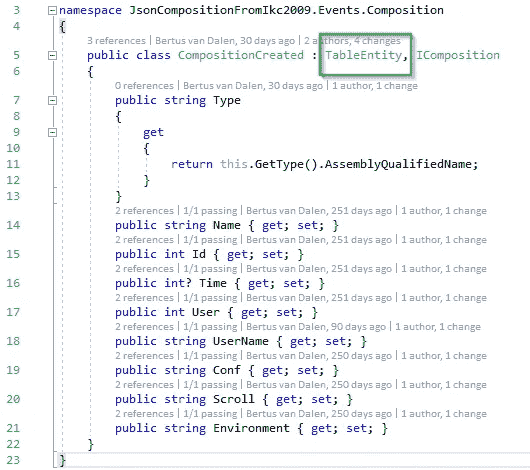 3 namespace JsonCompositionFromIkc2009.Events.Composition
4 {
3 references | Bertus van Dalen, 30 days ago | 2 authors, 4 changes
5 public class CompositionCreated : TableEntity, IComposition
6 {
0 references | Bertus van Dalen, 30 days ago | 1 author, 1 change
7 public string Type
8 {
9 get
10 {
11 return this.GetType().AssemblyQualifiedName;
12 }
13 }
2 references | 1/1 passing | Bertus van Dalen, 251 days ago | 1 author, 1 change
14 public string Name { get; set; }
2 references | 1/1 passing | Bertus van Dalen, 251 days ago | 1 author, 1 change
15 public int Id { get; set; }
2 references | 1/1 passing | Bertus van Dalen, 251 days ago | 1 author, 1 change
16 public int? Time { get; set; }
2 references | 1/1 passing | Bertus van Dalen, 251 days ago | 1 author, 1 change
17 public int User { get; set; }
2 references | 1/1 passing | Bertus van Dalen, 90 days ago | 1 author, 1 change
18 public string UserName { get; set; }
2 references | 1/1 passing | Bertus van Dalen, 250 days ago | 1 author, 1 change
19 public string Conf { get; set; }
2 references | 1/1 passing | Bertus van Dalen, 250 days ago | 1 author, 1 change
20 public string Scroll { get; set; }
2 references | 1/1 passing | Bertus van Dalen, 250 days ago | 1 author, 1 change
21 public string Environment { get; set; }
22 }
23 }